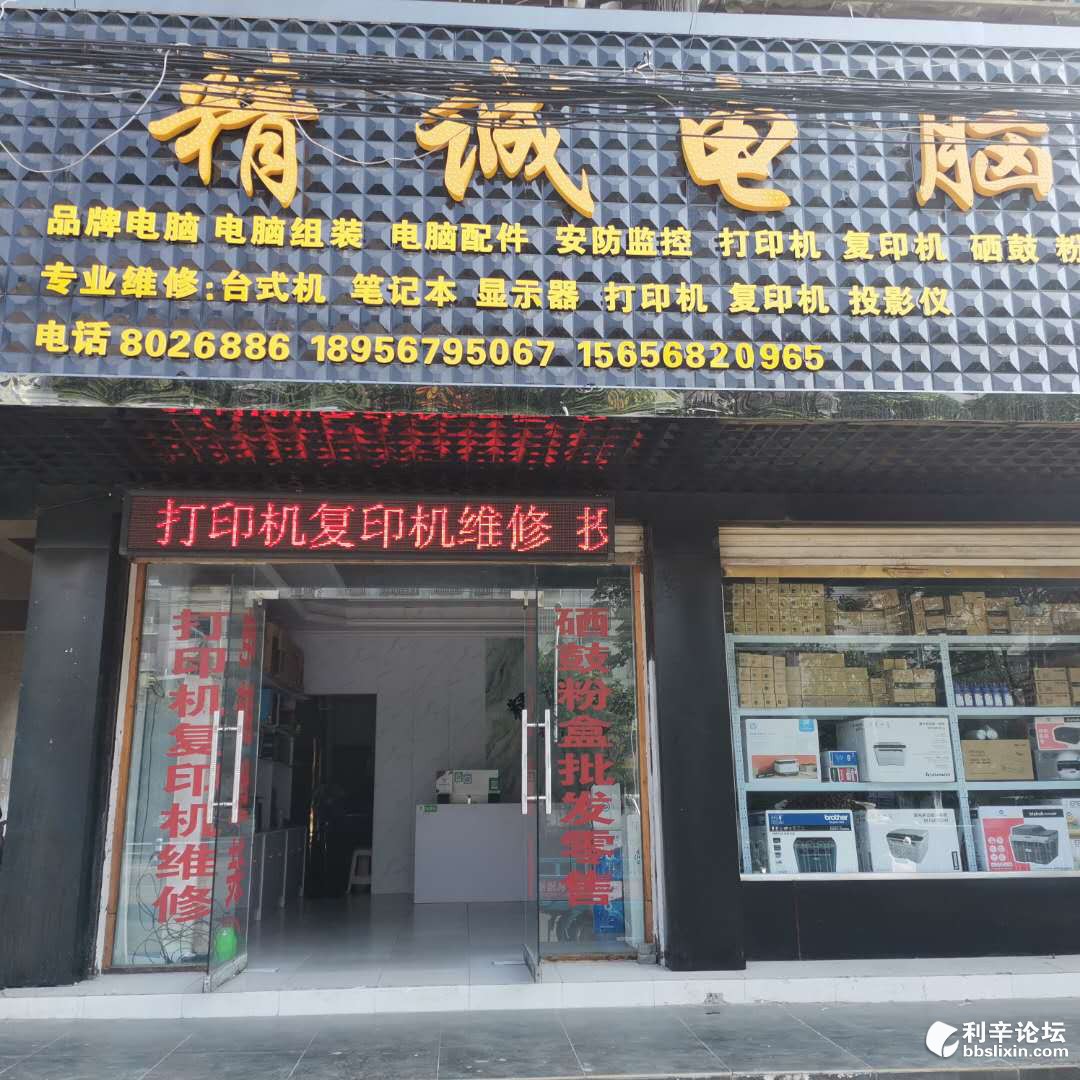 精诚电脑
品牌电脑 电脑组装 电脑配件 安防监控 打印机 复印机 硒鼓 粉
专业维修:台式机 笔记本 显示器 打印机 复印机 投影仪
电话 8026886 18956795067 15656820965
打印机复印机维修
打印机复印机维修
硒鼓粉盒批发零售
brother
利辛论坛
bbslixin.com